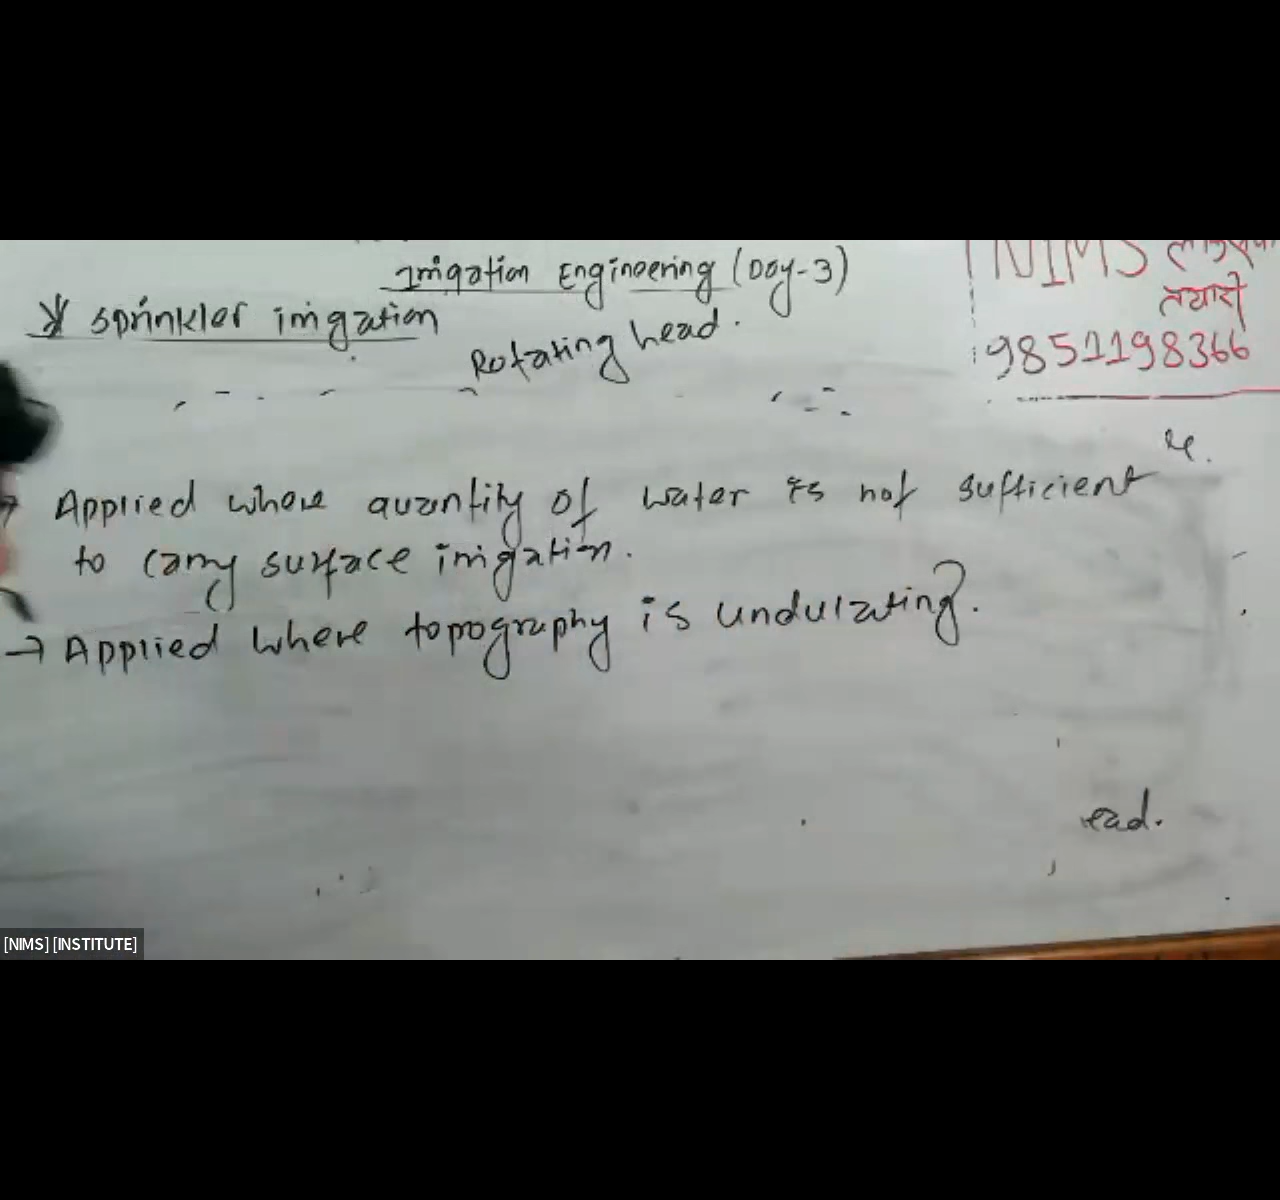 Irrigation Engineering (Day-3)
NIMS
तयारी
* Sprinkler irrigation
Rotating head.
9851198366
→ Applied where quantity of water is not sufficient
to carry surface irrigation.
→ Applied where topography is undulating.
ead.
[NIMS] [INSTITUTE]